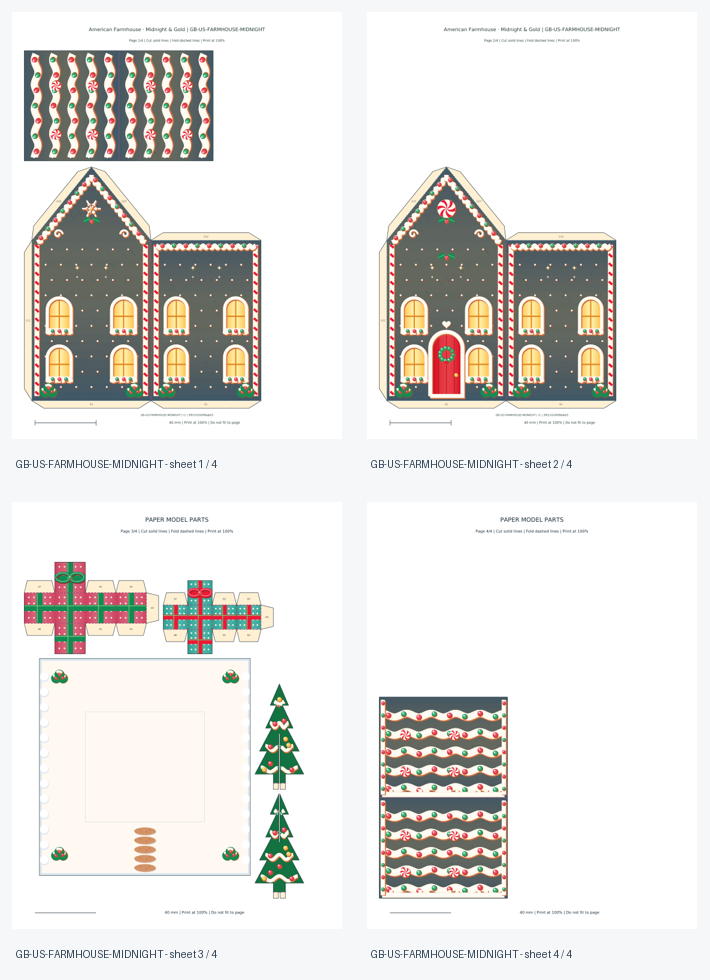 American Farmhouse · Midnight & Gold | GB-US-FARMHOUSE-MIDNIGHT
Page 1/4 | Cut solid lines | Fold dashed lines | Print at 100%
40 mm | Print at 100% | Do not fit to page
GB-US-FARMHOUSE-MIDNIGHT - sheet 1 / 4
American Farmhouse · Midnight & Gold | GB-US-FARMHOUSE-MIDNIGHT
Page 2/4 | Cut solid lines | Fold dashed lines | Print at 100%
40 mm | Print at 100% | Do not fit to page
GB-US-FARMHOUSE-MIDNIGHT - sheet 2 / 4
PAPER MODEL PARTS
Page 3/4 | Cut solid lines | Fold dashed lines | Print at 100%
40 mm | Print at 100% | Do not fit to page
GB-US-FARMHOUSE-MIDNIGHT - sheet 3 / 4
PAPER MODEL PARTS
Page 4/4 | Cut solid lines | Fold dashed lines | Print at 100%
40 mm | Print at 100% | Do not fit to page
GB-US-FARMHOUSE-MIDNIGHT - sheet 4 / 4